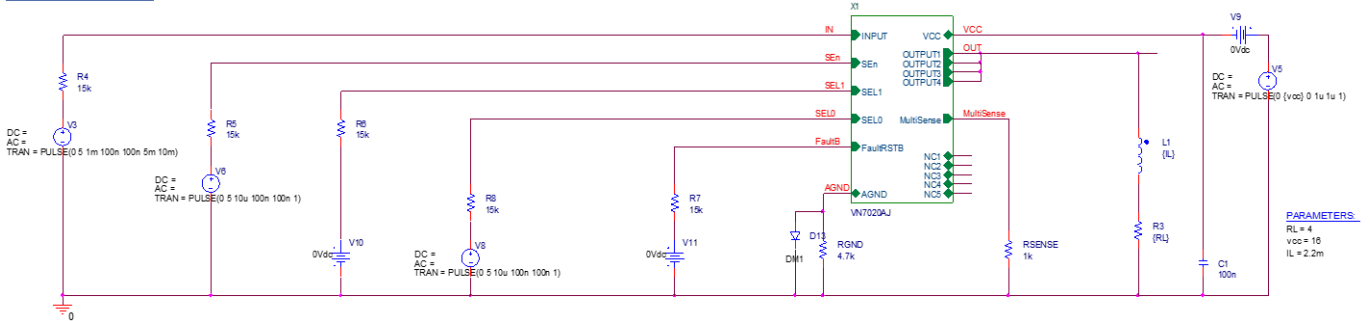 X1
IN
INPUT
VCC
VCC
V9
0Vdc
SEn
SEn
OUTPUT1
OUTPUT2
OUTPUT3
OUTPUT4
OUT
R4
15k
SEL1
SEL1
V5
DC =
AC =
TRAN = PULSE(0 {vcc} 0 1u 1u 1)
R5
15k
R6
15k
SEL0
SEL0
MultiSense
MultiSense
V3
DC =
AC =
TRAN = PULSE(0 5 1m 100n 100n 5m 10m)
FaultB
FaultRSTB
L1
{IL}
NC1
NC2
NC3
NC4
NC5
V6
DC =
AC =
TRAN = PULSE(0 5 10u 100n 100n 1)
R8
15k
R7
15k
AGND
AGND
VN7020AJ
PARAMETERS:
RL = 4
vcc = 16
IL = 2.2m
R3
{RL}
D13
DM1
RGND
4.7k
RSENSE
1k
V10
0Vdc
V8
DC =
AC =
TRAN = PULSE(0 5 10u 100n 100n 1)
V11
0Vdc
C1
100n
0